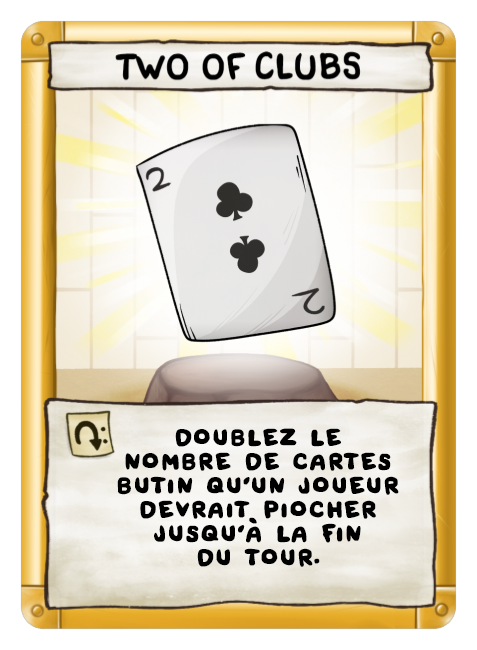 TWO OF CLUBS
2
2
DOUBLEZ LE
NOMBRE DE CARTES
BUTIN QU'UN JOUEUR
DEVRAIT PIOCHER
JUSQU'À LA FIN
DU TOUR.